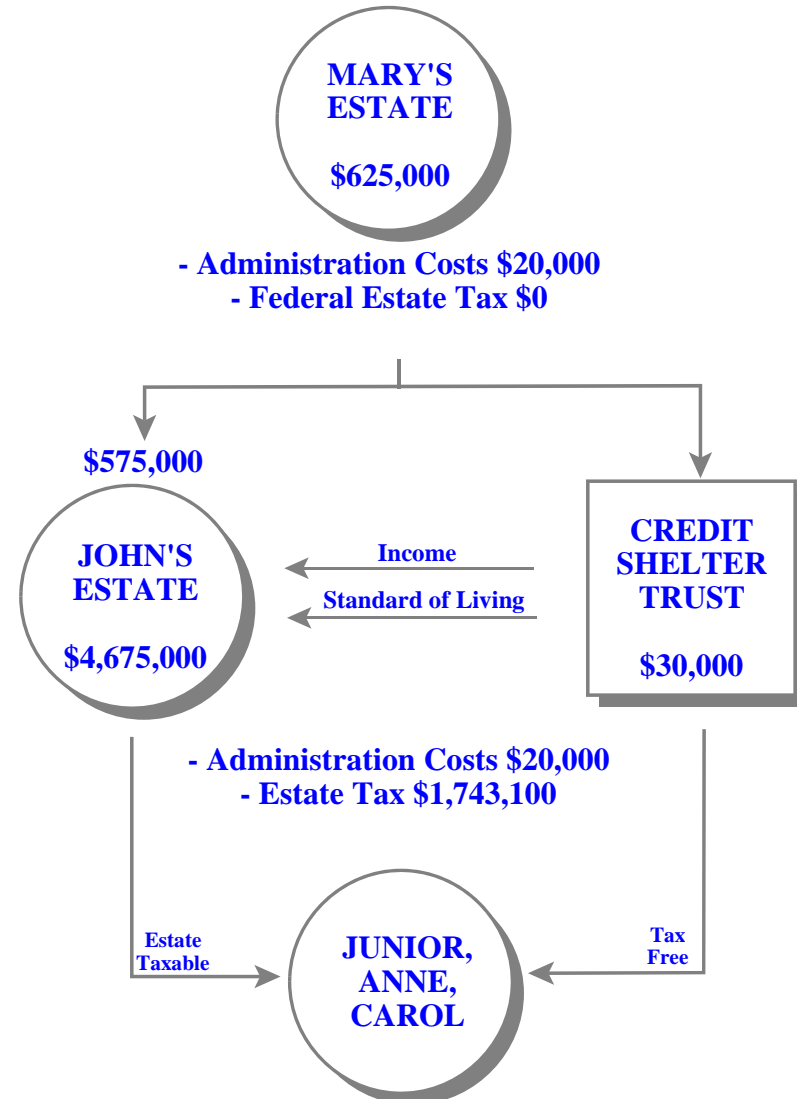 MARY'S
ESTATE
$625,000
- Administration Costs $20,000
- Federal Estate Tax $0
$575,000
JOHN'S
ESTATE
$4,675,000
Income
Standard of Living
CREDIT
SHELTER
TRUST
$30,000
- Administration Costs $20,000
- Estate Tax $1,743,100
Estate
Taxable
JUNIOR,
ANNE,
CAROL
Tax
Free